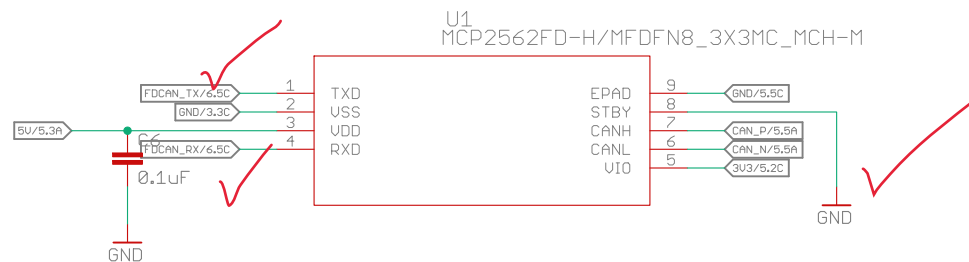 U1
MCP2562FD-H/MFDFN8_3X3MC_MCH-M
FDCAN_TX/6.5C 1 TXD EPAD 9 GND/5.5C
GND/3.3C 2 VSS STBY 8
5V/5.3A 3 VDD CANH 7 CAN_P/5.5A
C6 FDCAN_RX/6.5C 4 RXD CANL 6 CAN_N/5.5A
0.1uF VIO 5 3V3/5.2C
GND
GND